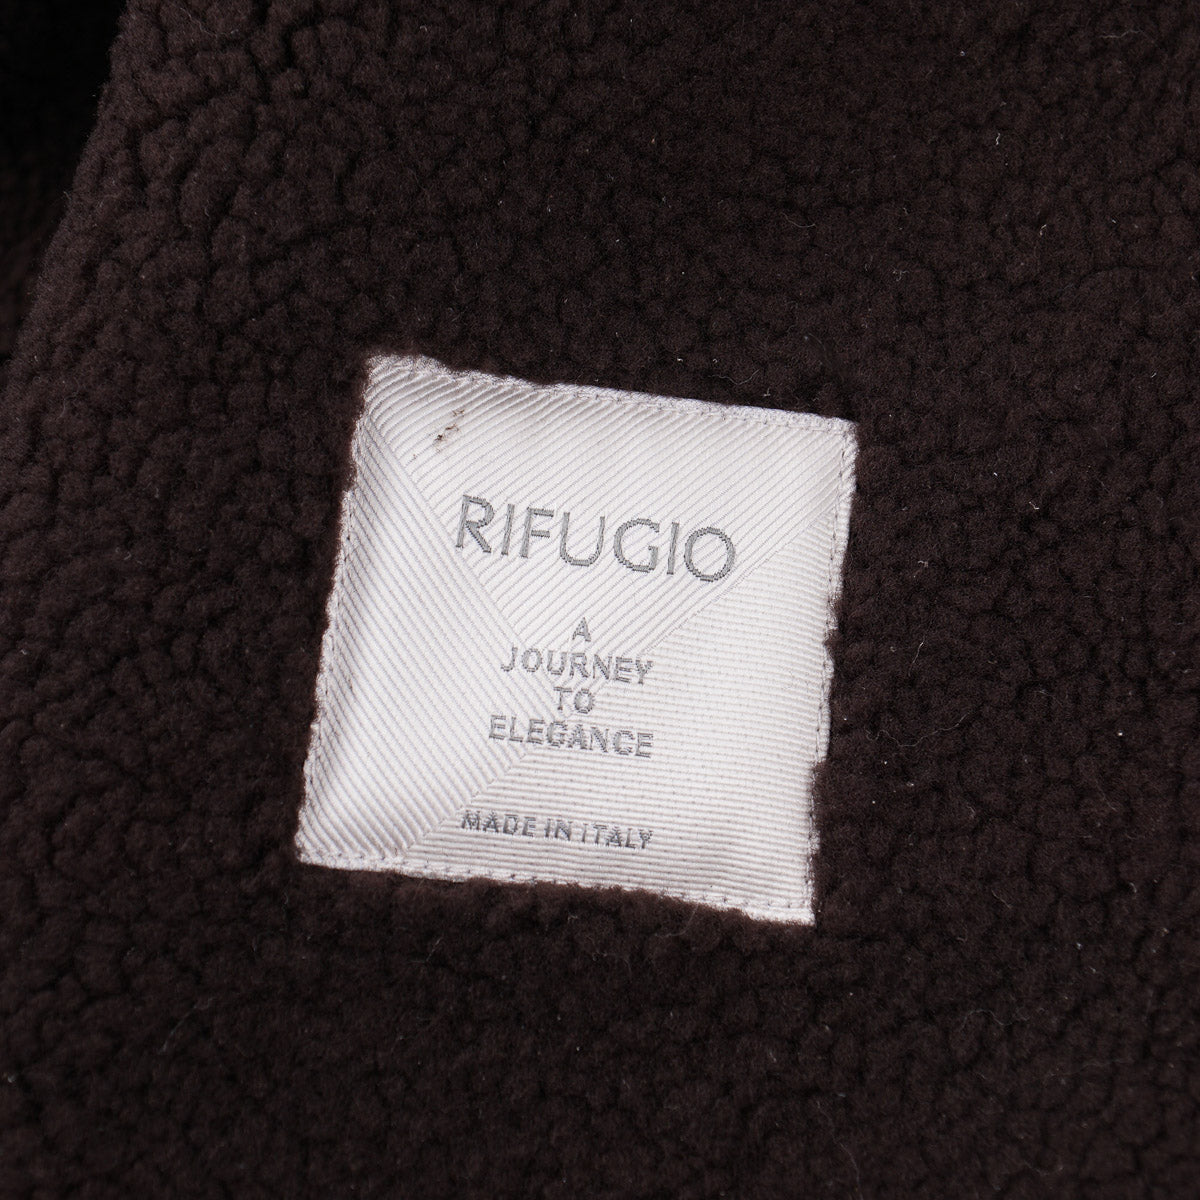 RIFUGIO
A
JOURNEY
TO
ELEGANCE
MADE IN ITALY